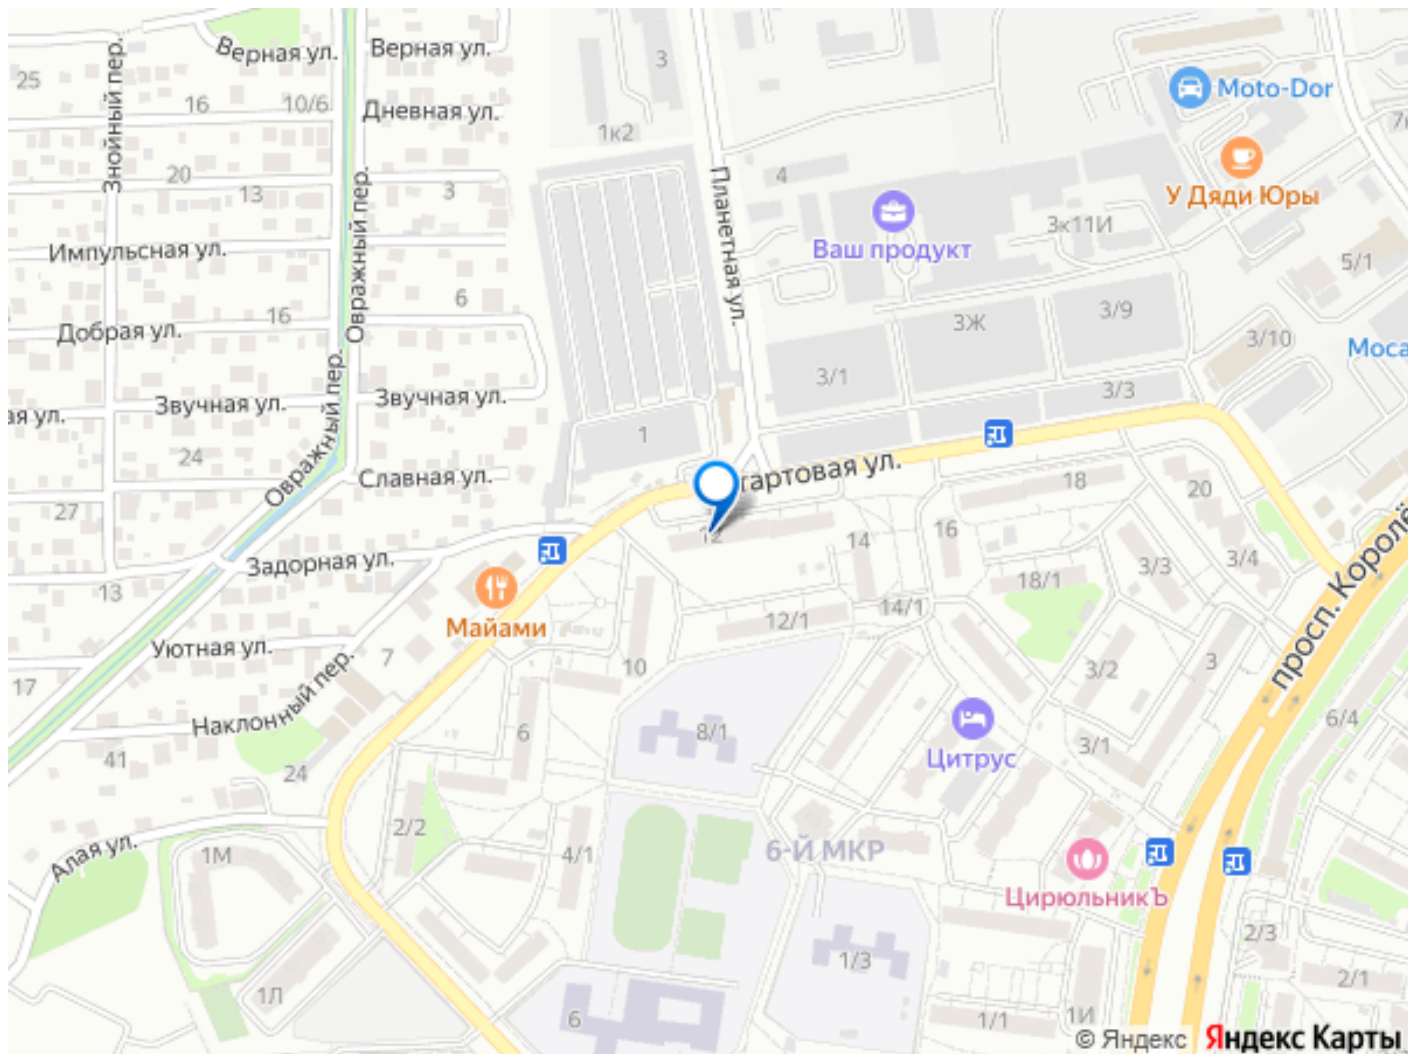 Верная ул.
Верная ул.
Знойный пер.
25
16
10/6
Дневная ул.
3
1к2
Moto-Dor
У Дяди Юры
20
13
3
Овражный пер.
Планетная ул.
4
Ваш продукт
3к11И
5/1
Импульсная ул.
6
Добрая ул.
16
3Ж
3/9
3/10
Моса
3/1
3/3
ая ул.
Звучная ул.
Звучная ул.
Овражный пер.
24
1
Славная ул.
тартовая ул.
18
20
27
12
14
16
Задорная ул.
13
18/1
3/3
3/4
просп. Королё
Майами
12/1
14/1
Уютная ул.
7
10
3/2
3
17
Наклонный пер.
6
8/1
Цитрус
3/1
6/4
41
24
2/2
4/1
6-Й МКР
Алая ул.
1М
ЦирюльникЪ
1/3
2/3
2/1
1Л
6
1/1
1И
© Яндекс
Яндекс Карты